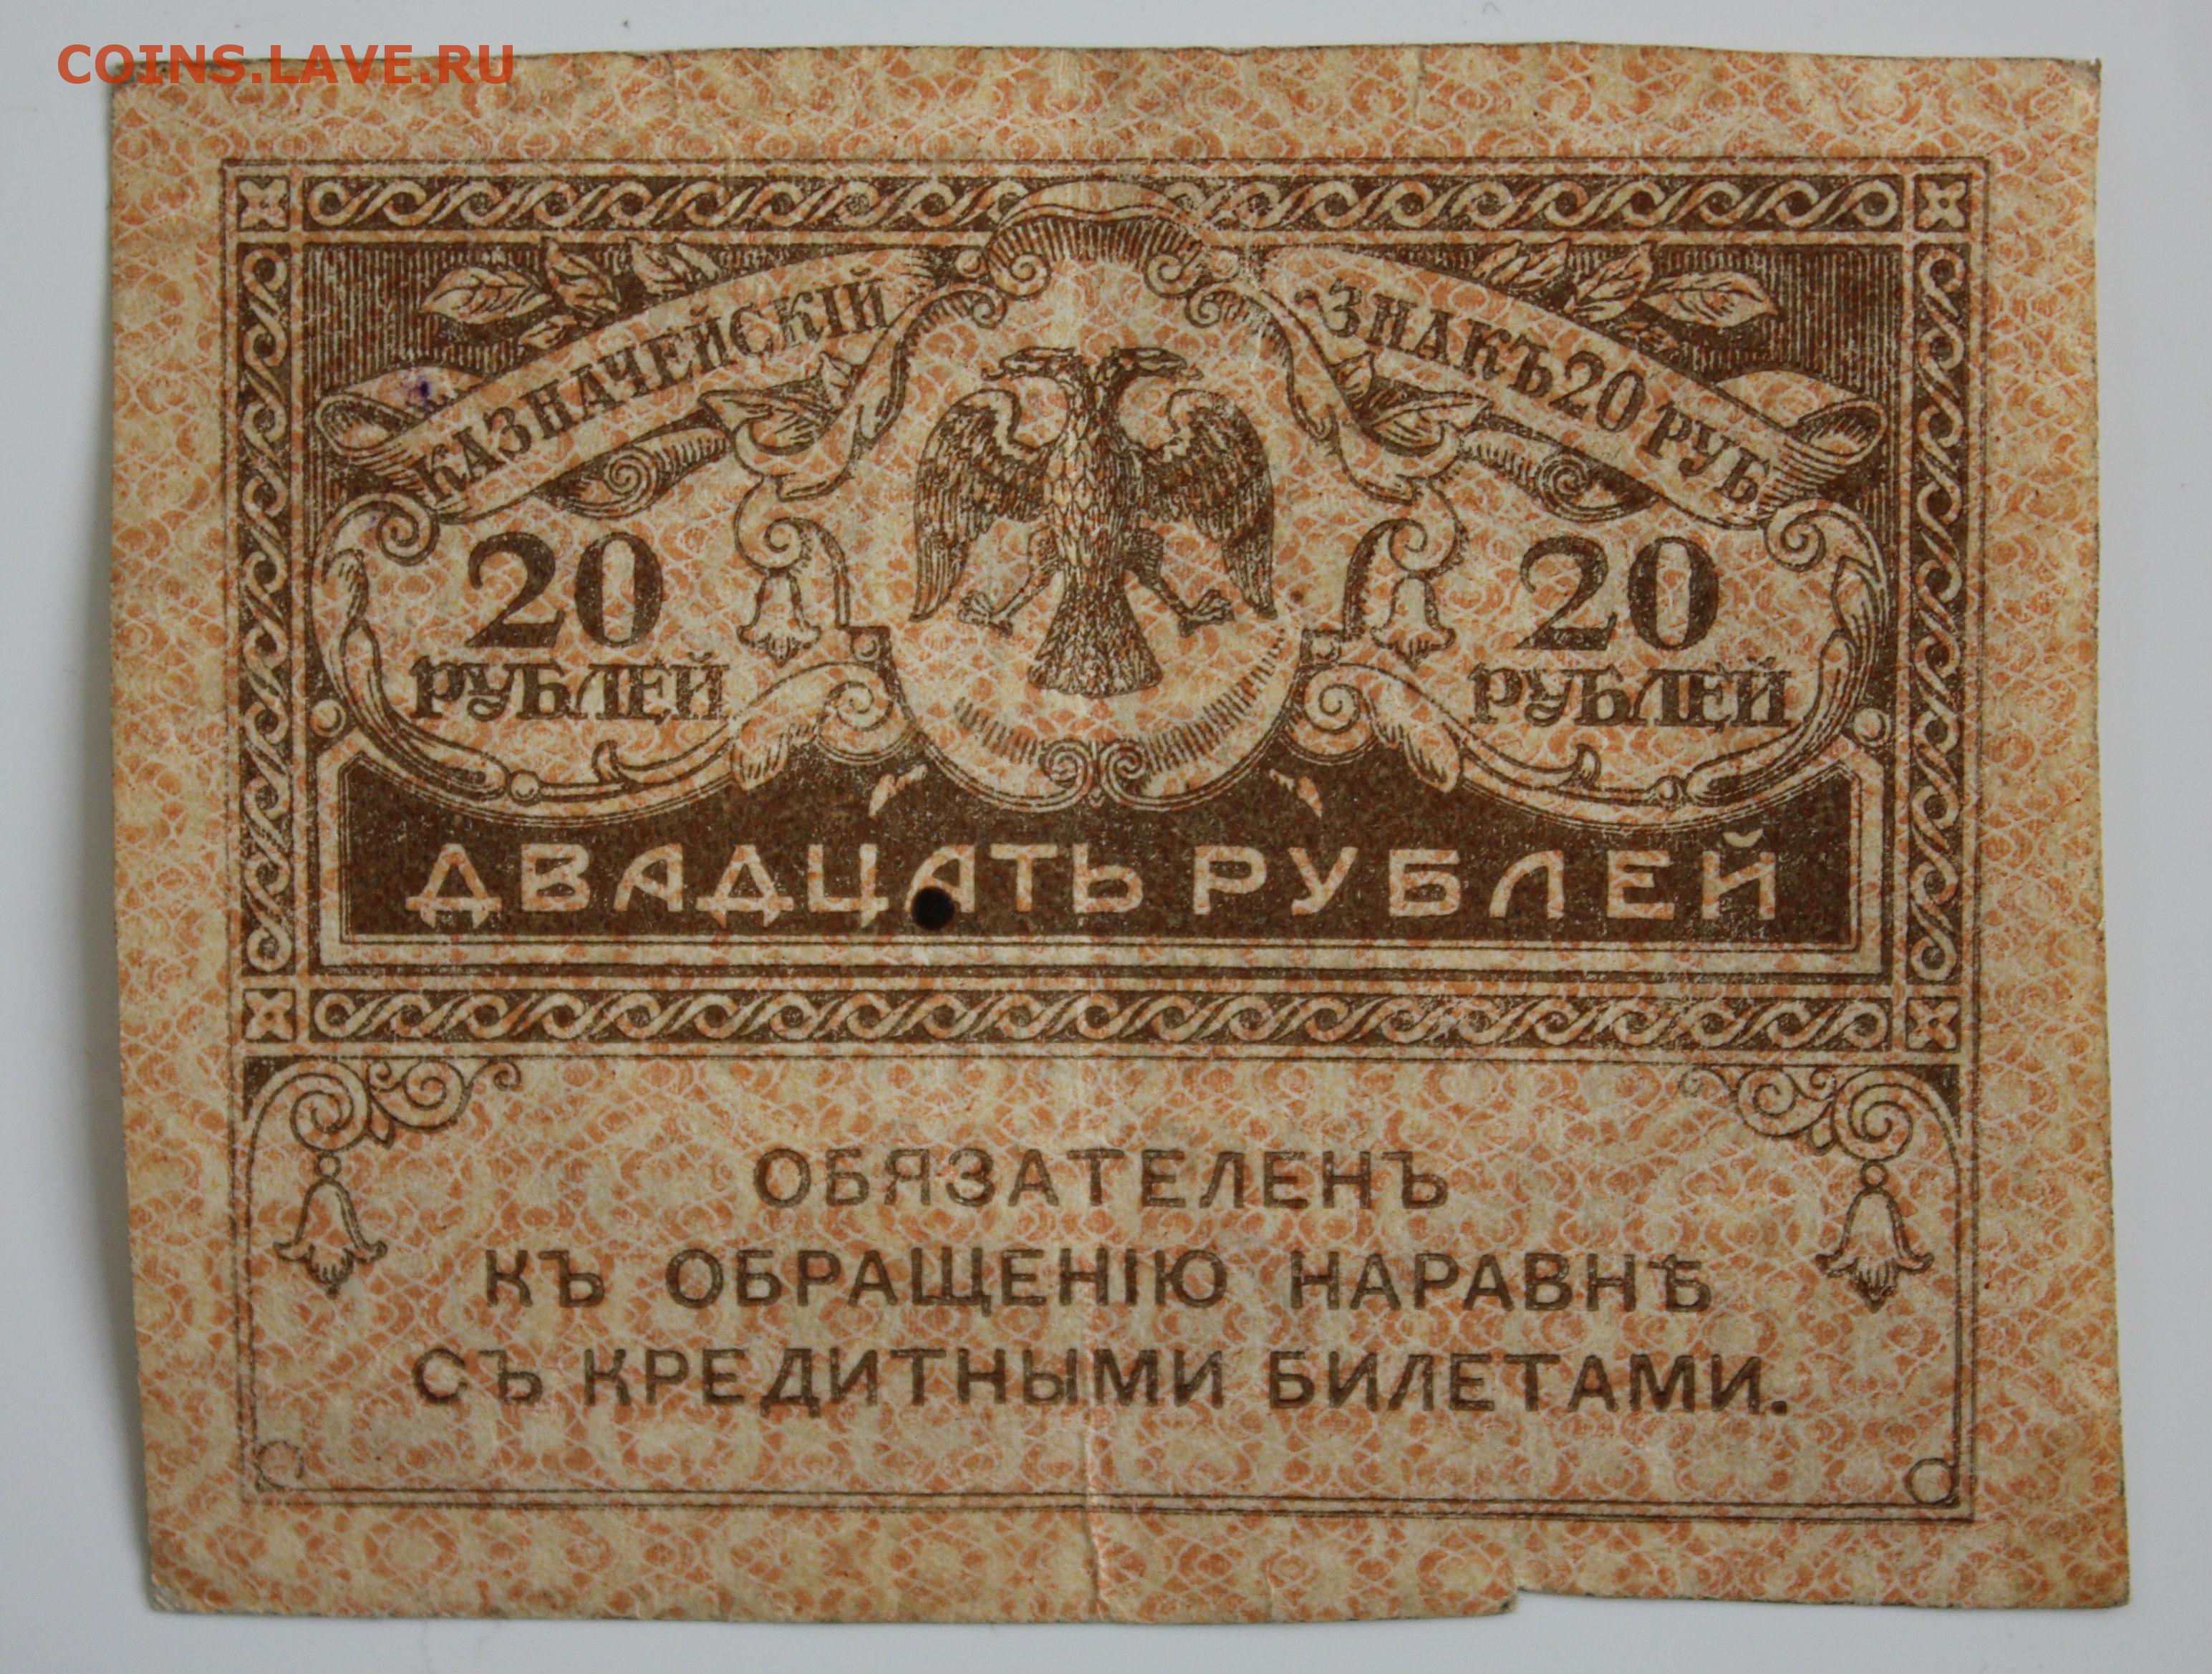 COINS.LAVE.RU
КАЗНАЧЕЙСКІЙ ЗНАКЪ 20 РУБ
20 РУБЛЕЙ
20 РУБЛЕЙ
ДВАДЦАТЬ РУБЛЕЙ
ОБЯЗАТЕЛЕНЪ
КЪ ОБРАЩЕНІЮ НАРАВНѢ
СЪ КРЕДИТНЫМИ БИЛЕТАМИ.